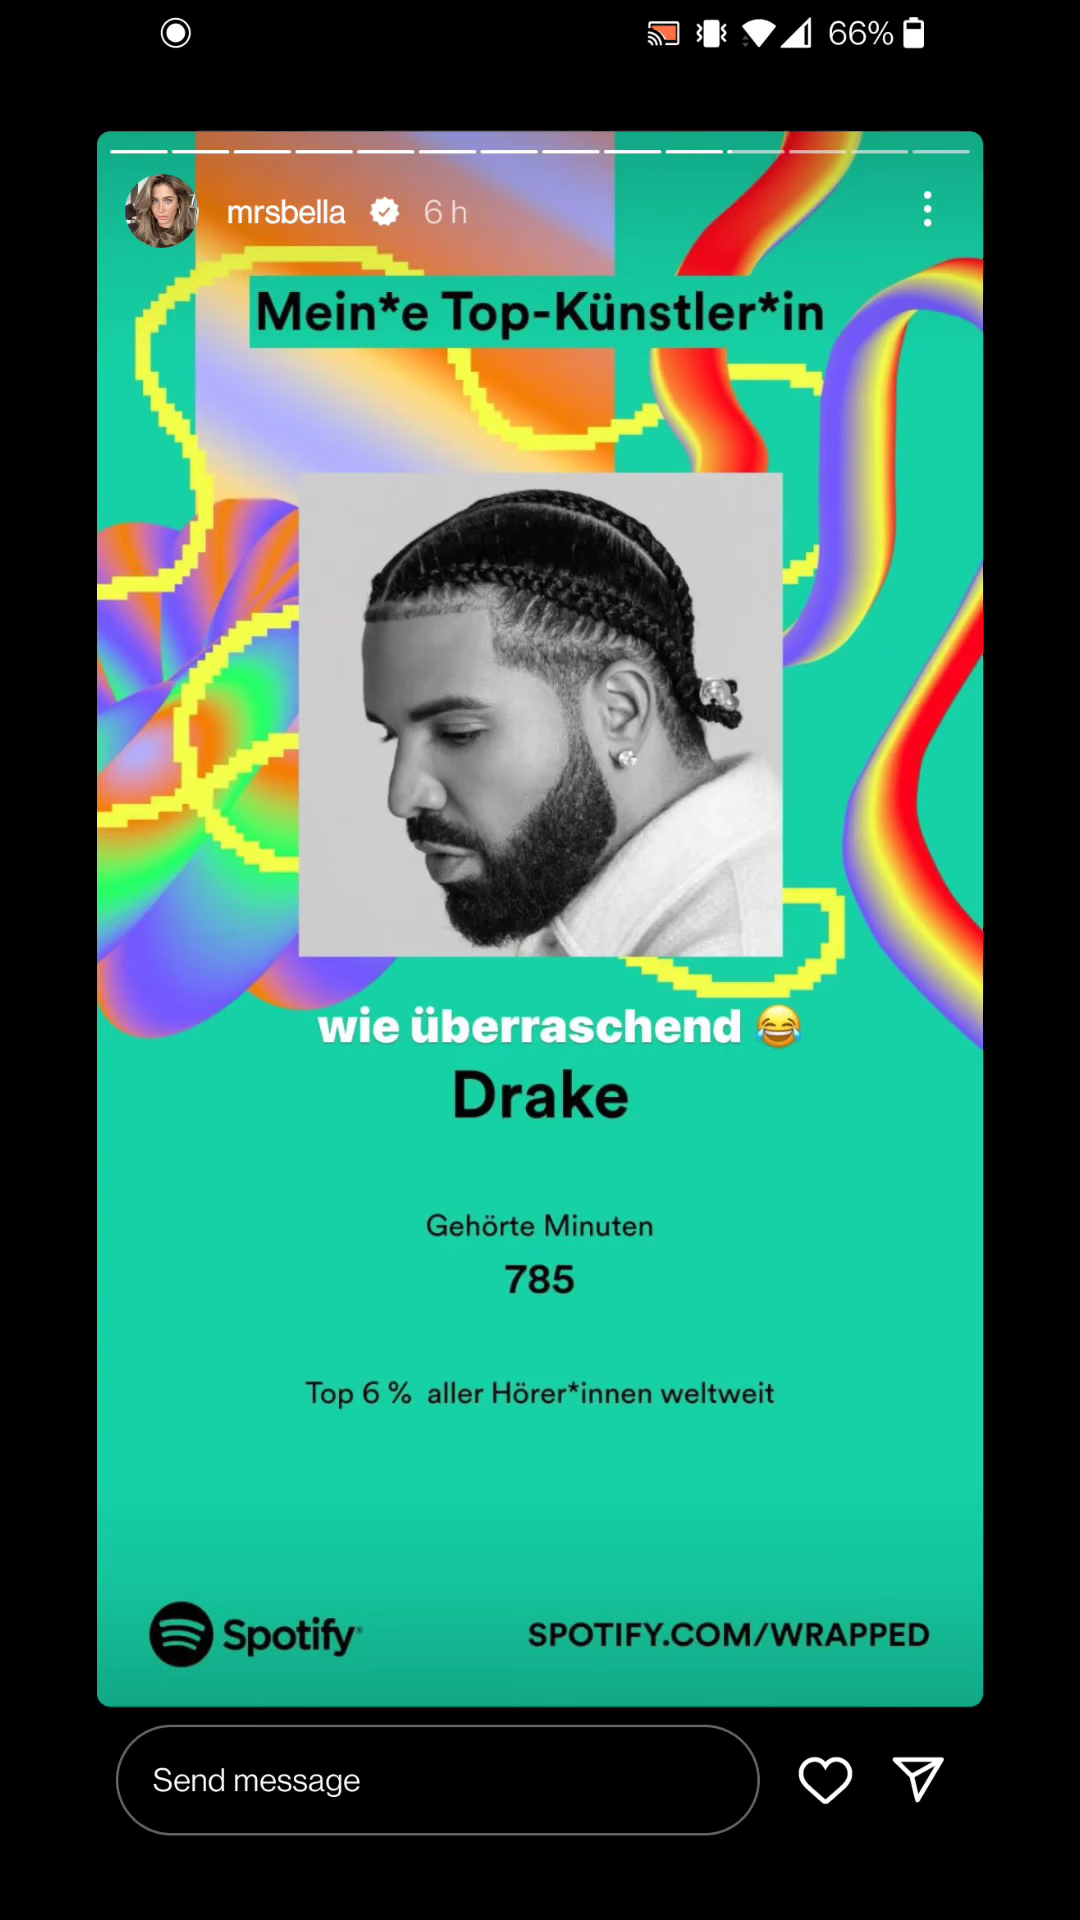 66%
mrsbella 6 h
Mein*e Top-Künstler*in
wie überraschend 😂
Drake
Gehörte Minuten
785
Top 6 % aller Hörer*innen weltweit
Spotify
SPOTIFY.COM/WRAPPED
Send message